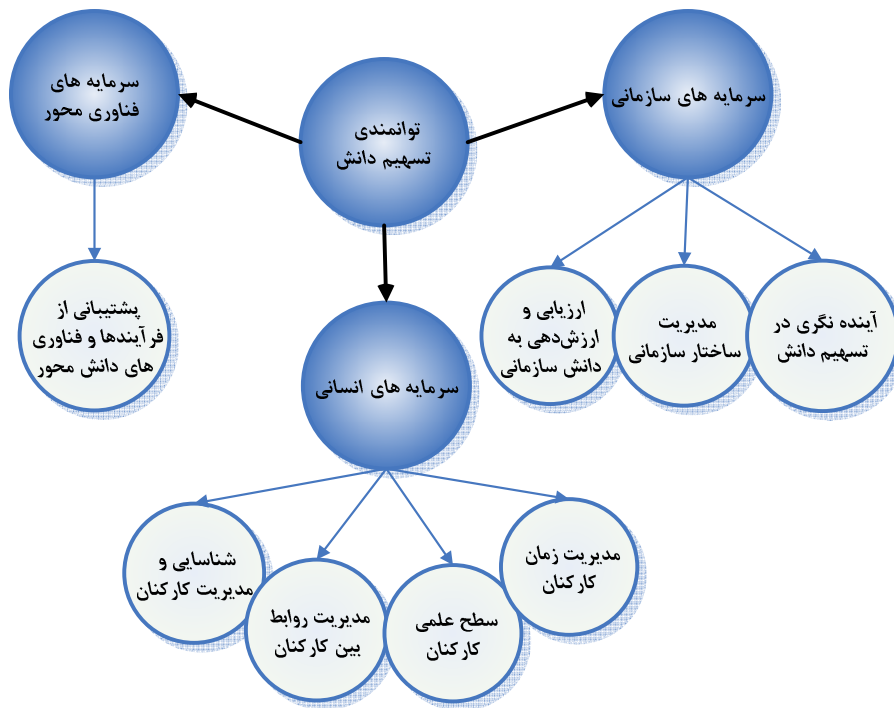 سرمایه های سازمانی
توانمندی
تسهیم دانش
سرمایه های
فناوری محور
آینده نگری در
تسهیم دانش
مدیریت
ساختار سازمانی
ارزیابی و
ارزش‌دهی به
دانش سازمانی
پشتیبانی از
فرآیندها و فناوری
های دانش محور
سرمایه های انسانی
مدیریت زمان
کارکنان
سطح علمی
کارکنان
مدیریت روابط
بین کارکنان
شناسایی و
مدیریت کارکنان